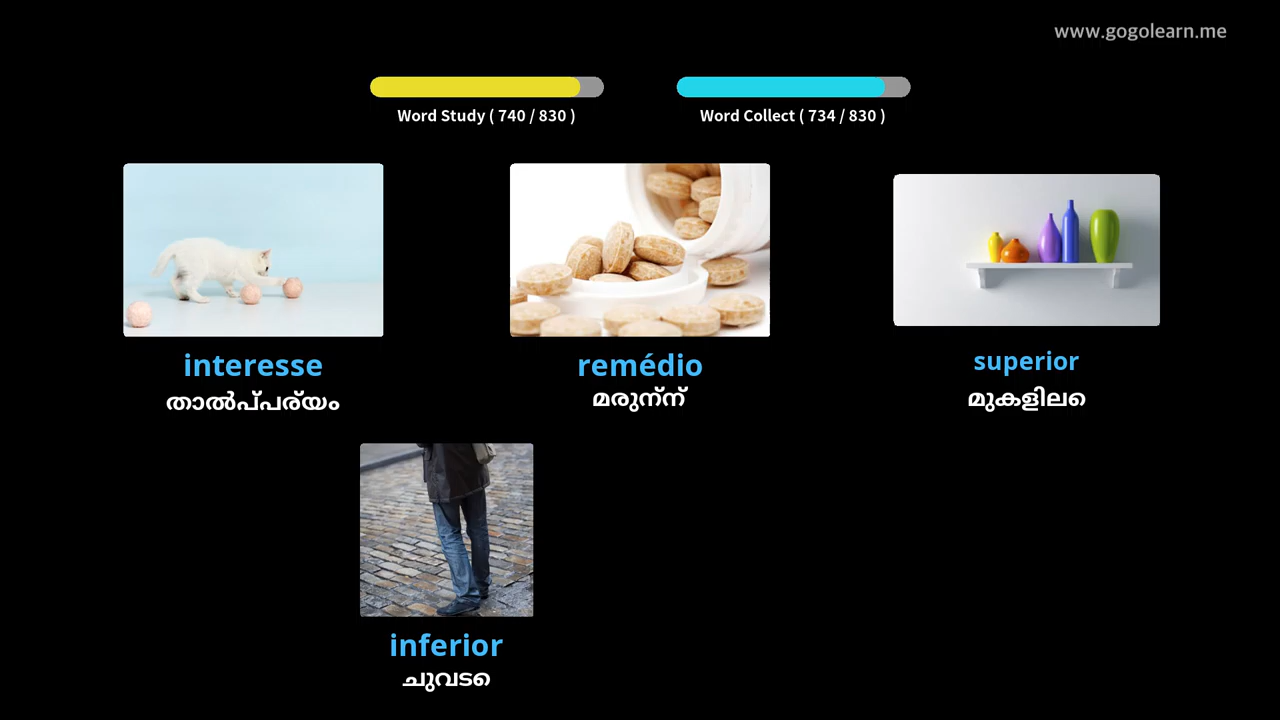 www.gogolearn.me
Word Study ( 740 / 830 )
Word Collect ( 734 / 830 )
interesse
താൽപ്പര്യം
remédio
മരുന്ന്
superior
മുകളിലെ
inferior
ചുവടെ